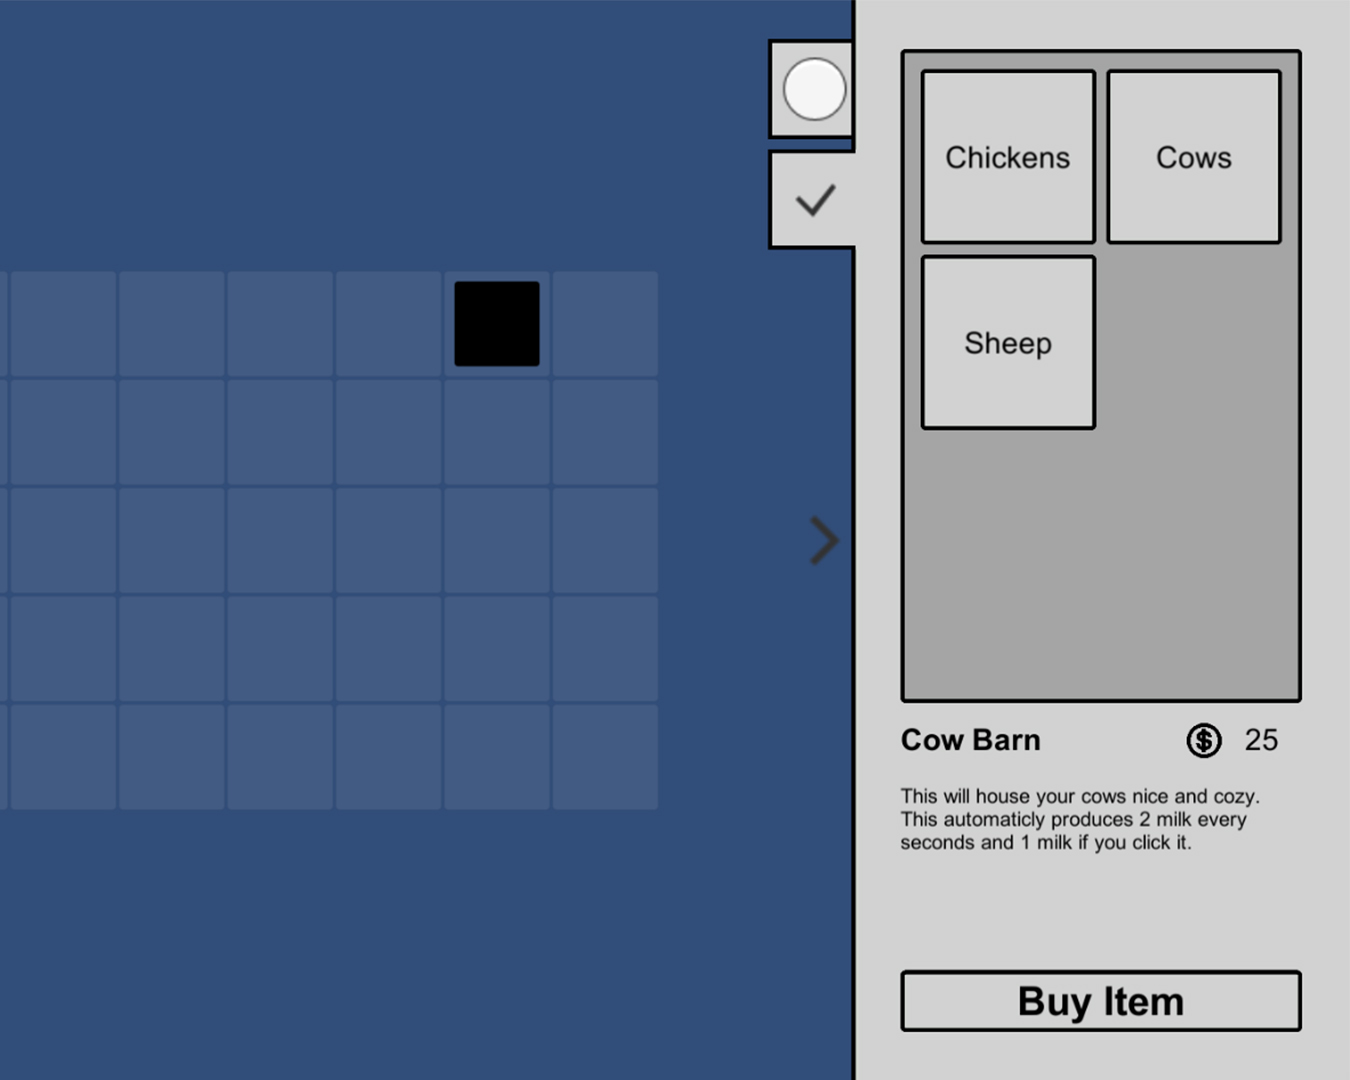 Chickens
Cows
Sheep
Cow Barn
$ 25
This will house your cows nice and cozy.
This automaticly produces 2 milk every
seconds and 1 milk if you click it.
Buy Item